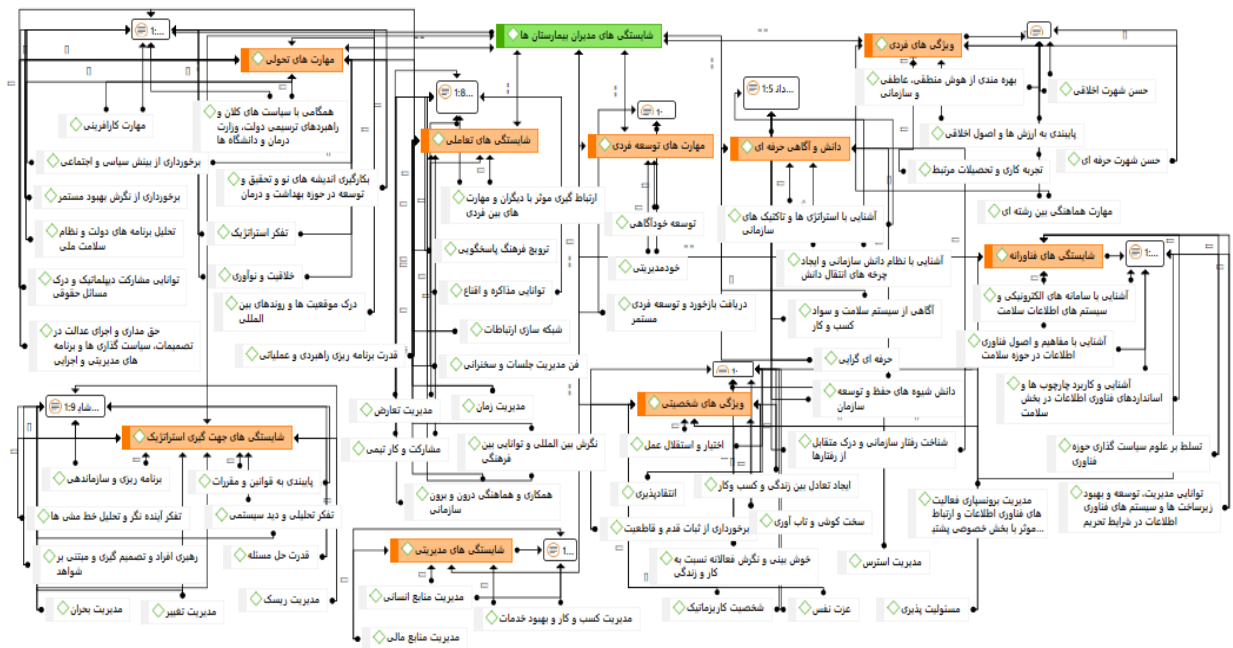 شایستگی های مدیران بیمارستان ها
ویژگی های فردی
بهره مندی از هوش منطقی، عاطفی
و سازمانی
حسن شهرت اخلاقی
پایبندی به ارزش ها و اصول اخلاقی
حسن شهرت حرفه ای
تجربه کاری و تحصیلات مرتبط
مهارت هماهنگی بین رشته ای
1:5 دانـ...
دانش و آگاهی حرفه ای
آشنایی با استراتژی ها و تاکتیک های
سازمانی
آشنایی با نظام دانش سازمانی و ایجاد
چرخه های انتقال دانش
آگاهی از سیستم سلامت و سواد
کسب و کار
حرفه ای گرایی
دانش شیوه های حفظ و توسعه
سازمان
شناخت رفتار سازمانی و درک متقابل
از رفتارها
1:
مهارت های توسعه فردی
توسعه خودآگاهی
خودمدیریتی
دریافت بازخورد و توسعه فردی
مستمر
1:8...
شایستگی های تعاملی
ارتباط گیری موثر با دیگران و مهارت
های بین فردی
ترویج فرهنگ پاسخگویی
توانایی مذاکره و اقناع
شبکه سازی ارتباطات
فن مدیریت جلسات و سخنرانی
مدیریت زمان
مدیریت تعارض
مشارکت و کار تیمی
نگرش بین المللی و توانایی بین
فرهنگی
همکاری و هماهنگی درون و برون
سازمانی
1:...
مهارت های تحولی
مهارت کارآفرینی
همگامی با سیاست های کلان و
راهبردهای ترسیمی دولت، وزارت
درمان و دانشگاه ها
برخورداری از بینش سیاسی و اجتماعی
بکارگیری اندیشه های نو و تحقیق و
توسعه در حوزه بهداشت و درمان
برخورداری از نگرش بهبود مستمر
تفکر استراتژیک
تحلیل برنامه های دولت و نظام
سلامت ملی
خلاقیت و نوآوری
توانایی مشارکت دیپلماتیک و درک
مسائل حقوقی
درک موقعیت ها و روندهای بین
المللی
حق مداری و اجرای عدالت در
تصمیمات، سیاست گذاری ها و برنامه
های مدیریتی و اجرایی
قدرت برنامه ریزی راهبردی و عملیاتی
1:...
شایستگی های فناورانه
آشنایی با سامانه های الکترونیکی و
سیستم های اطلاعات سلامت
آشنایی با مفاهیم و اصول فناوری
اطلاعات در حوزه سلامت
آشنایی و کاربرد چارچوب ها و
استانداردهای فناوری اطلاعات در بخش
سلامت
تسلط بر علوم سیاست گذاری حوزه
فناوری
توانایی مدیریت، توسعه و بهبود
زیرساخت ها و سیستم های فناوری
اطلاعات در شرایط تحریم
مدیریت برونسپاری فعالیت
های فناوری اطلاعات و ارتباط
موثر با بخش خصوصی پشتیـ...
1:
ویژگی های شخصیتی
اختیار و استقلال عمل
انتقادپذیری
ایجاد تعادل بین زندگی و کسب وکار
سخت کوشی و تاب آوری
برخورداری از ثبات قدم و قاطعیت
خوش بینی و نگرش فعالانه نسبت به
کار و زندگی
مدیریت استرس
شخصیت کاریزماتیک
عزت نفس
مسئولیت پذیری
1:9 شایـ...
شایستگی های جهت گیری استراتژیک
برنامه ریزی و سازماندهی
پایبندی به قوانین و مقررات
تفکر آینده نگر و تحلیل خط مشی ها
تفکر تحلیلی و دید سیستمی
رهبری افراد و تصمیم گیری و مبتنی بر
شواهد
قدرت حل مسئله
مدیریت ریسک
مدیریت تغییر
مدیریت بحران
شایستگی های مدیریتی
1:...
مدیریت منابع انسانی
مدیریت کسب و کار و بهبود خدمات
مدیریت منابع مالی